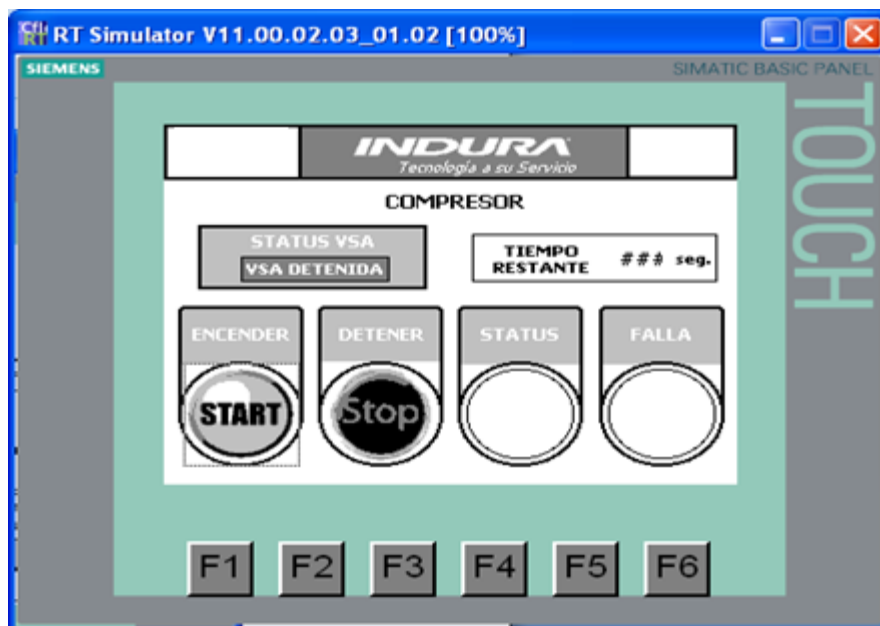 RT Simulator V11.00.02.03_01.02 [100%]
SIEMENS
SIMATIC BASIC PANEL
TOUCH
INDURA
Tecnología a su Servicio
COMPRESOR
STATUS VSA
VSA DETENIDA
TIEMPO RESTANTE ### seg.
ENCENDER DETENER STATUS FALLA
START Stop
F1 F2 F3 F4 F5 F6